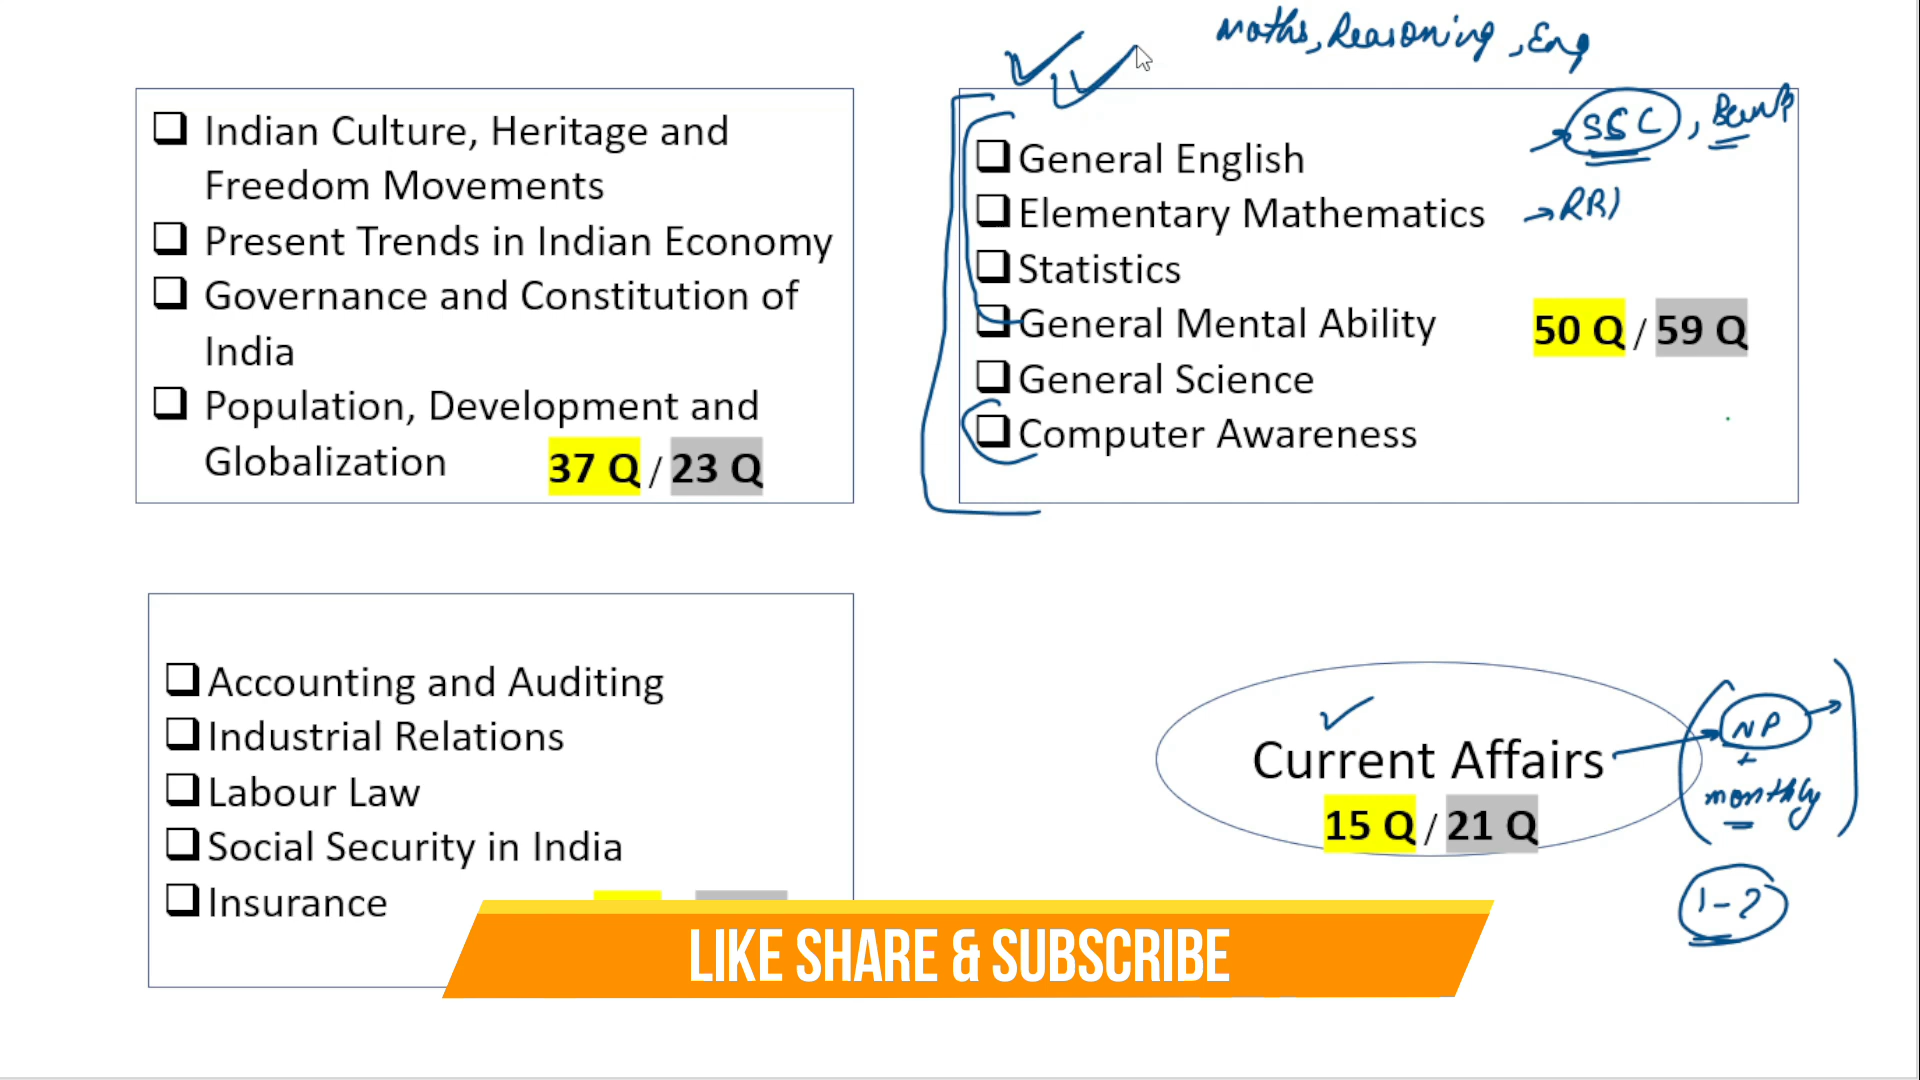 Indian Culture, Heritage and
Freedom Movements
Present Trends in Indian Economy
Governance and Constitution of
India
Population, Development and
Globalization
37 Q / 23 Q
maths, Reasoning, Eng
General English
SSC,
Elementary Mathematics
Statistics
General Mental Ability
50 Q / 59 Q
General Science
Computer Awareness
Accounting and Auditing
Industrial Relations
Labour Law
Social Security in India
Insurance
Current Affairs
15 Q / 21 Q
NP
+
monthly
1-2
LIKE SHARE & SUBSCRIBE